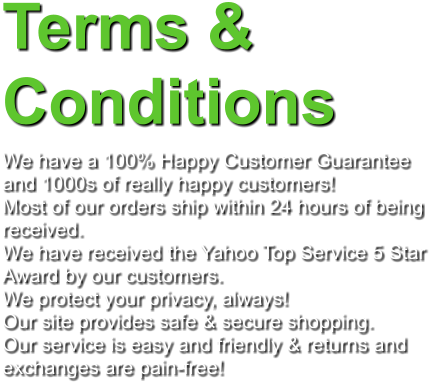 Terms &
Conditions
We have a 100% Happy Customer Guarantee
and 1000s of really happy customers!
Most of our orders ship within 24 hours of being
received.
We have received the Yahoo Top Service 5 Star
Award by our customers.
We protect your privacy, always!
Our site provides safe & secure shopping.
Our service is easy and friendly & returns and
exchanges are pain-free!